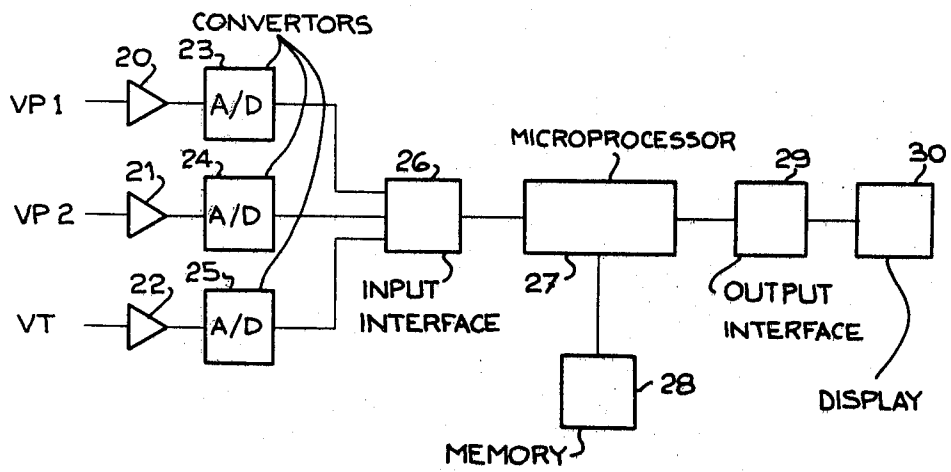 CONVERTORS
20
23
VP 1
A/D
21
24
VP 2
A/D
22
25
VT
A/D
26
INPUT
INTERFACE
MICROPROCESSOR
27
28
MEMORY
29
OUTPUT
INTERFACE
30
DISPLAY